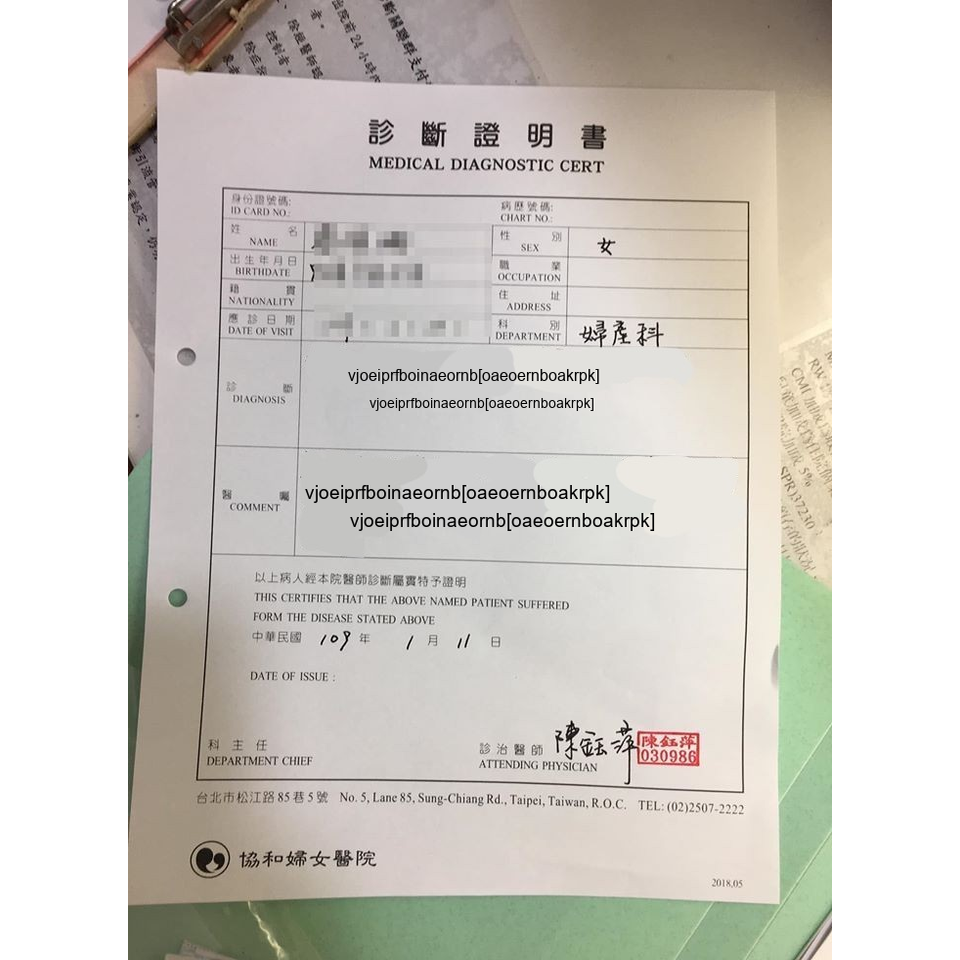 診斷證明書
MEDICAL DIAGNOSTIC CERT
身份證號碼:
ID CARD NO.:
病歷號碼:
CHART NO.:
姓名
NAME
性別
SEX
女
出生年月日
BIRTHDATE
職業
OCCUPATION
籍貫
NATIONALITY
住址
ADDRESS
應診日期
DATE OF VISIT
科別
DEPARTMENT
婦產科
診斷
DIAGNOSIS
vjoeiprfboinaeornb[oaeoernboakrpk]
vjoeiprfboinaeornb[oaeoernboakrpk]
醫囑
COMMENT
vjoeiprfboinaeornb[oaeoernboakrpk]
vjoeiprfboinaeornb[oaeoernboakrpk]
以上病人經本院醫師診斷屬實特予證明
THIS CERTIFIES THAT THE ABOVE NAMED PATIENT SUFFERED
FORM THE DISEASE STATED ABOVE
中華民國 109 年 1 月 11 日
DATE OF ISSUE :
科主任
DEPARTMENT CHIEF
診治醫師
ATTENDING PHYSICIAN
陳鈺萍
陳鈺萍
030986
台北市松江路85巷5號 No. 5, Lane 85, Sung-Chiang Rd., Taipei, Taiwan, R.O.C. TEL: (02)2507-2222
協和婦女醫院
2018,05